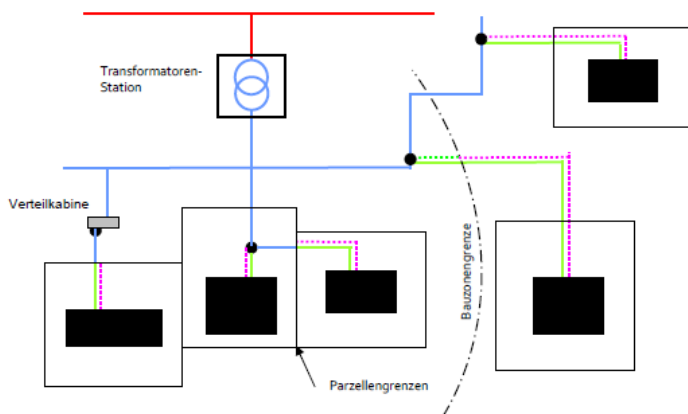 Transformatoren-
Station
Verteilkabine
Bauzonengrenze
Parzellengrenzen